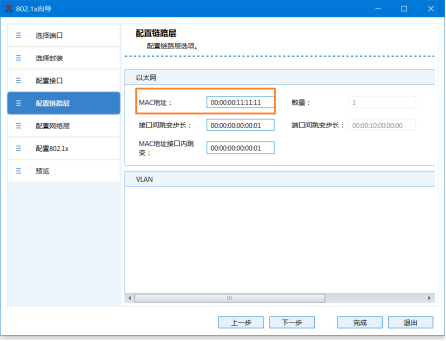 802.1x向导
选择端口
选择封装
配置接口
配置链路层
配置网络层
配置802.1x
预览
配置链路层
配置链路层选项。
以太网
MAC地址： 00:00:00:11:11:11 数量： 1
接口间跳变步长： 00:00:00:00:00:01 端口间跳变步长： 00:00:10:00:00:00
MAC地址接口内跳
变： 00:00:00:00:00:01
VLAN
上一步 下一步 完成 退出